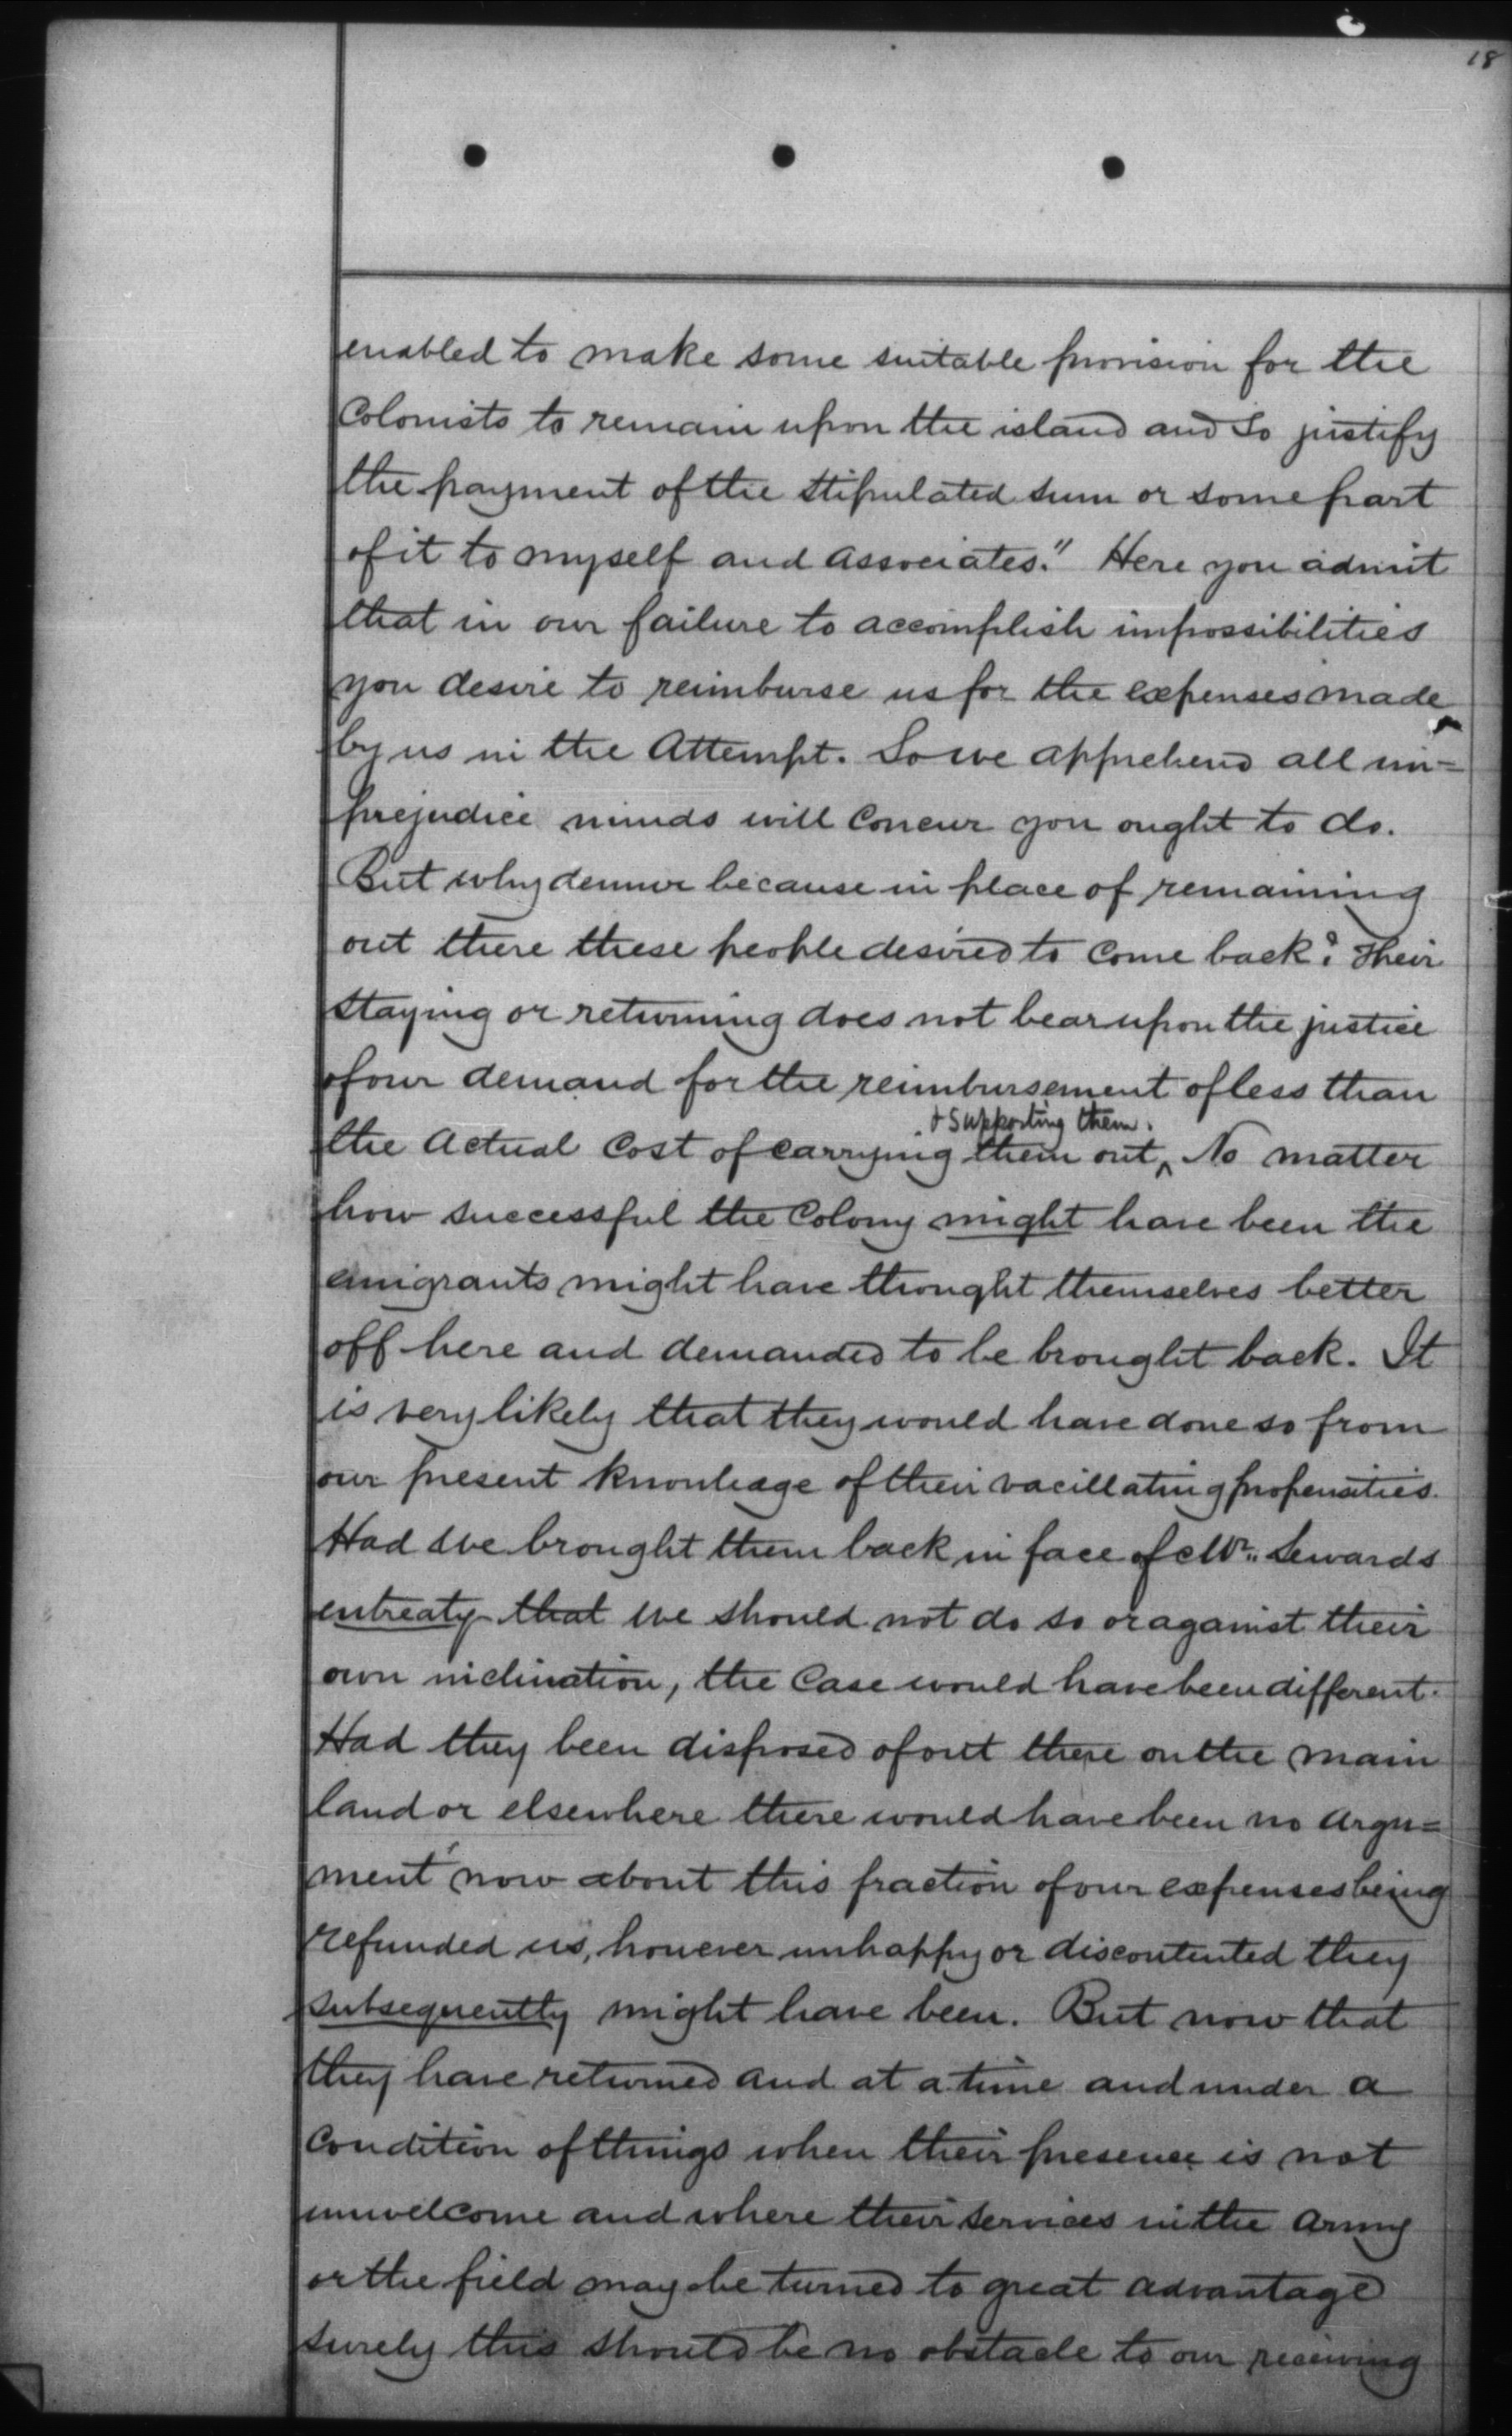 18
enabled to make some suitable provision for the
Colonists to remain upon the island and so justify
the payment of the stipulated sum or some part
of it to myself and associates." Here you admit
that in our failure to accomplish impossibilities
you desire to reimburse us for the expenses made
by us in the Attempt. So we apprehend all un=
prejudice minds will Concur you ought to do.
But why demur because in place of remaining
out there these people desired to Come back? Their
staying or returning does not bear upon the justice
of our demand for the reimbursement of less than
& Supporting them.
the Actual Cost of carrying them out, No matter
how successful the Colony might have been the
emigrants might have thought themselves better
off here and demanded to be brought back. It
is very likely that they would have done so from
our present knowledge of their vacillating propensities.
Had we brought them back in face of Mr. Sewards
entreaty that we should not do so or against their
own inclination, the Case would have been different.
Had they been disposed of out there on the main
land or elsewhere there would have been no Argu=
ment now about this fraction of our expenses being
refunded us, however unhappy or discontented they
subsequently might have been. But now that
they have returned and at a time and under a
Condition of things when their presence is not
unwelcome and where their services in the Army
or the field may be turned to great advantage
surely this should be no obstacle to our receiving